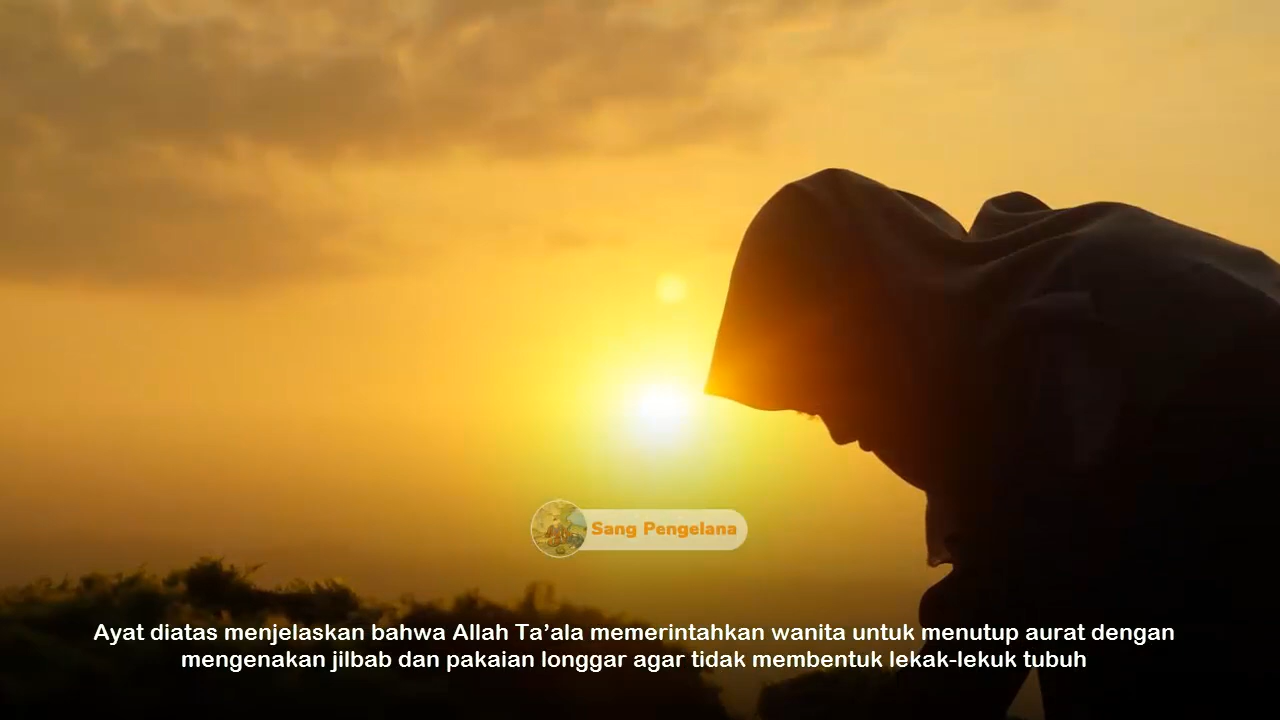 Sang Pengelana
Ayat diatas menjelaskan bahwa Allah Ta’ala memerintahkan wanita untuk menutup aurat dengan
mengenakan jilbab dan pakaian longgar agar tidak membentuk lekak-lekuk tubuh